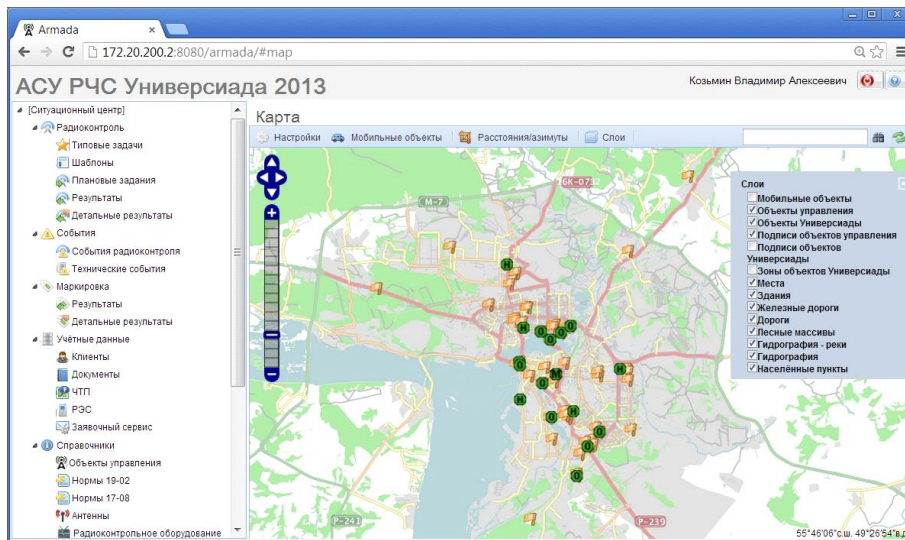 Armada
172.20.200.2:8080/armada/#map
АСУ РЧС Универсиада 2013
Козьмин Владимир Алексеевич
[Ситуационный центр]
Радиоконтроль
Типовые задачи
Шаблоны
Плановые задания
Результаты
Детальные результаты
События
События радиоконтроля
Технические события
Маркировка
Результаты
Детальные результаты
Учётные данные
Клиенты
Документы
ЧТП
РЭС
Заявочный сервис
Справочники
Объекты управления
Нормы 19-02
Нормы 17-08
Антенны
Радиоконтрольное оборудование
Карта
Настройки Мобильные объекты Расстояния/азимуты Слои
Слои
Мобильные объекты
Объекты управления
Объекты Универсиады
Подписи объектов управления
Подписи объектов
Универсиады
Зоны объектов Универсиады
Места
Здания
Железные дороги
Дороги
Лесные массивы
Гидрография - реки
Гидрография
Населённые пункты
М-7
Р-241
Р-239
Н
Н
О
О
О
О
О
О
М
Н
Н
Н
О
О
О
О
55°46'06"с.ш. 49°26'54"в.д